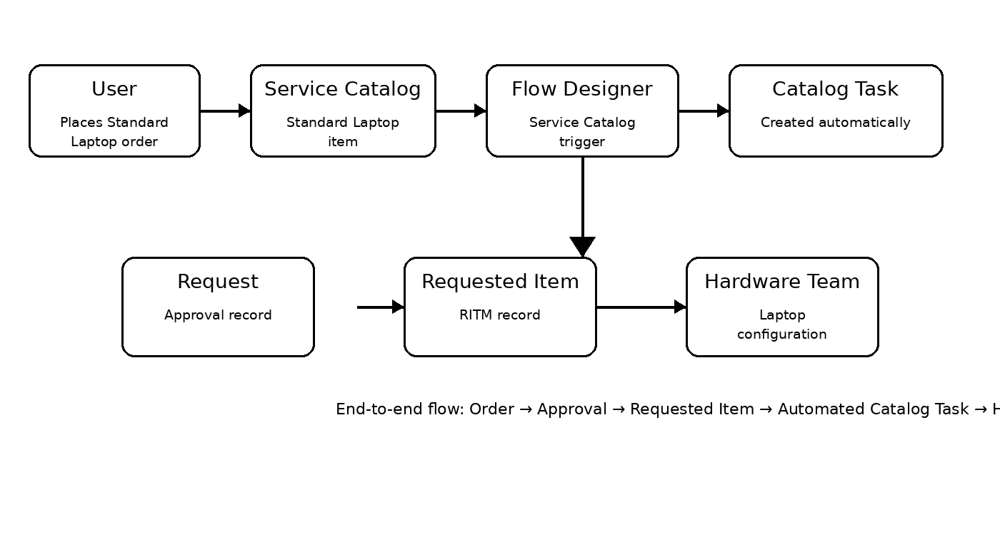 User
Places Standard
Laptop order
Service Catalog
Standard Laptop
item
Flow Designer
Service Catalog
trigger
Catalog Task
Created automatically
Request
Approval record
Requested Item
RITM record
Hardware Team
Laptop
configuration
End-to-end flow: Order → Approval → Requested Item → Automated Catalog Task →